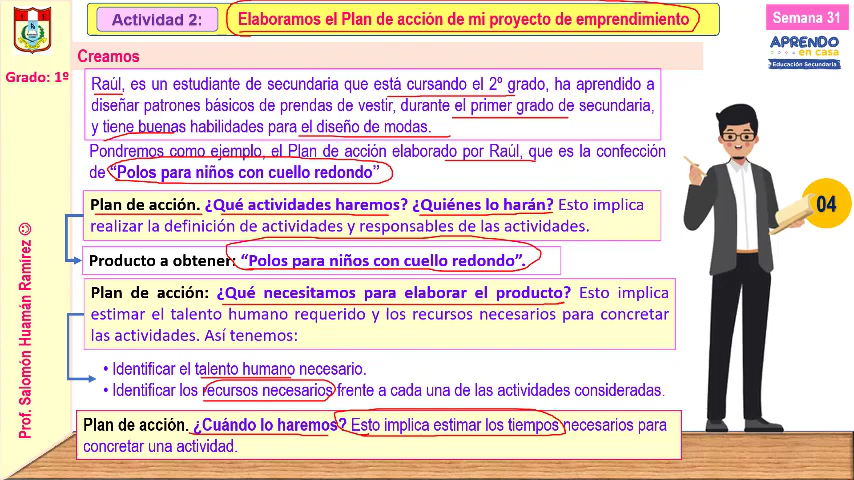 Actividad 2:
Elaboramos el Plan de acción de mi proyecto de emprendimiento
Semana 31
APRENDO
en casa
Educación Secundaria
Grado: 1º
Creamos
Raúl, es un estudiante de secundaria que está cursando el 2º grado, ha aprendido a
diseñar patrones básicos de prendas de vestir, durante el primer grado de secundaria,
y tiene buenas habilidades para el diseño de modas.
Pondremos como ejemplo, el Plan de acción elaborado por Raúl, que es la confección
de “Polos para niños con cuello redondo”
Plan de acción. ¿Qué actividades haremos? ¿Quiénes lo harán? Esto implica
realizar la definición de actividades y responsables de las actividades.
04
Producto a obtener: “Polos para niños con cuello redondo”.
Plan de acción: ¿Qué necesitamos para elaborar el producto? Esto implica
estimar el talento humano requerido y los recursos necesarios para concretar
las actividades. Así tenemos:
• Identificar el talento humano necesario.
• Identificar los recursos necesarios frente a cada una de las actividades consideradas.
Plan de acción. ¿Cuándo lo haremos? Esto implica estimar los tiempos necesarios para
concretar una actividad.
Prof. Salomón Huamán Ramírez ☺